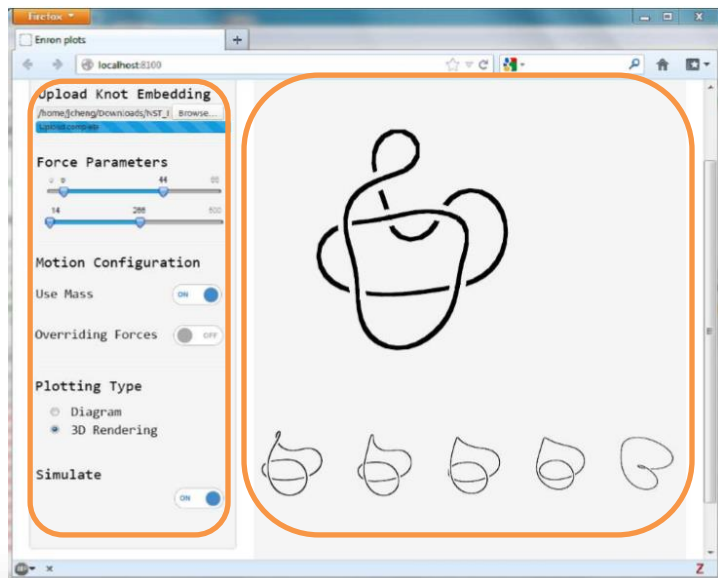 Firefox
Enron plots
+
localhost:8100
Upload Knot Embedding
/home/jcheng/Downloads/NST_ Browse...
Upload complete
Force Parameters
44
14 286 500
Motion Configuration
Use Mass ON
Overriding Forces OFF
Plotting Type
Diagram
3D Rendering
Simulate
ON
x Z